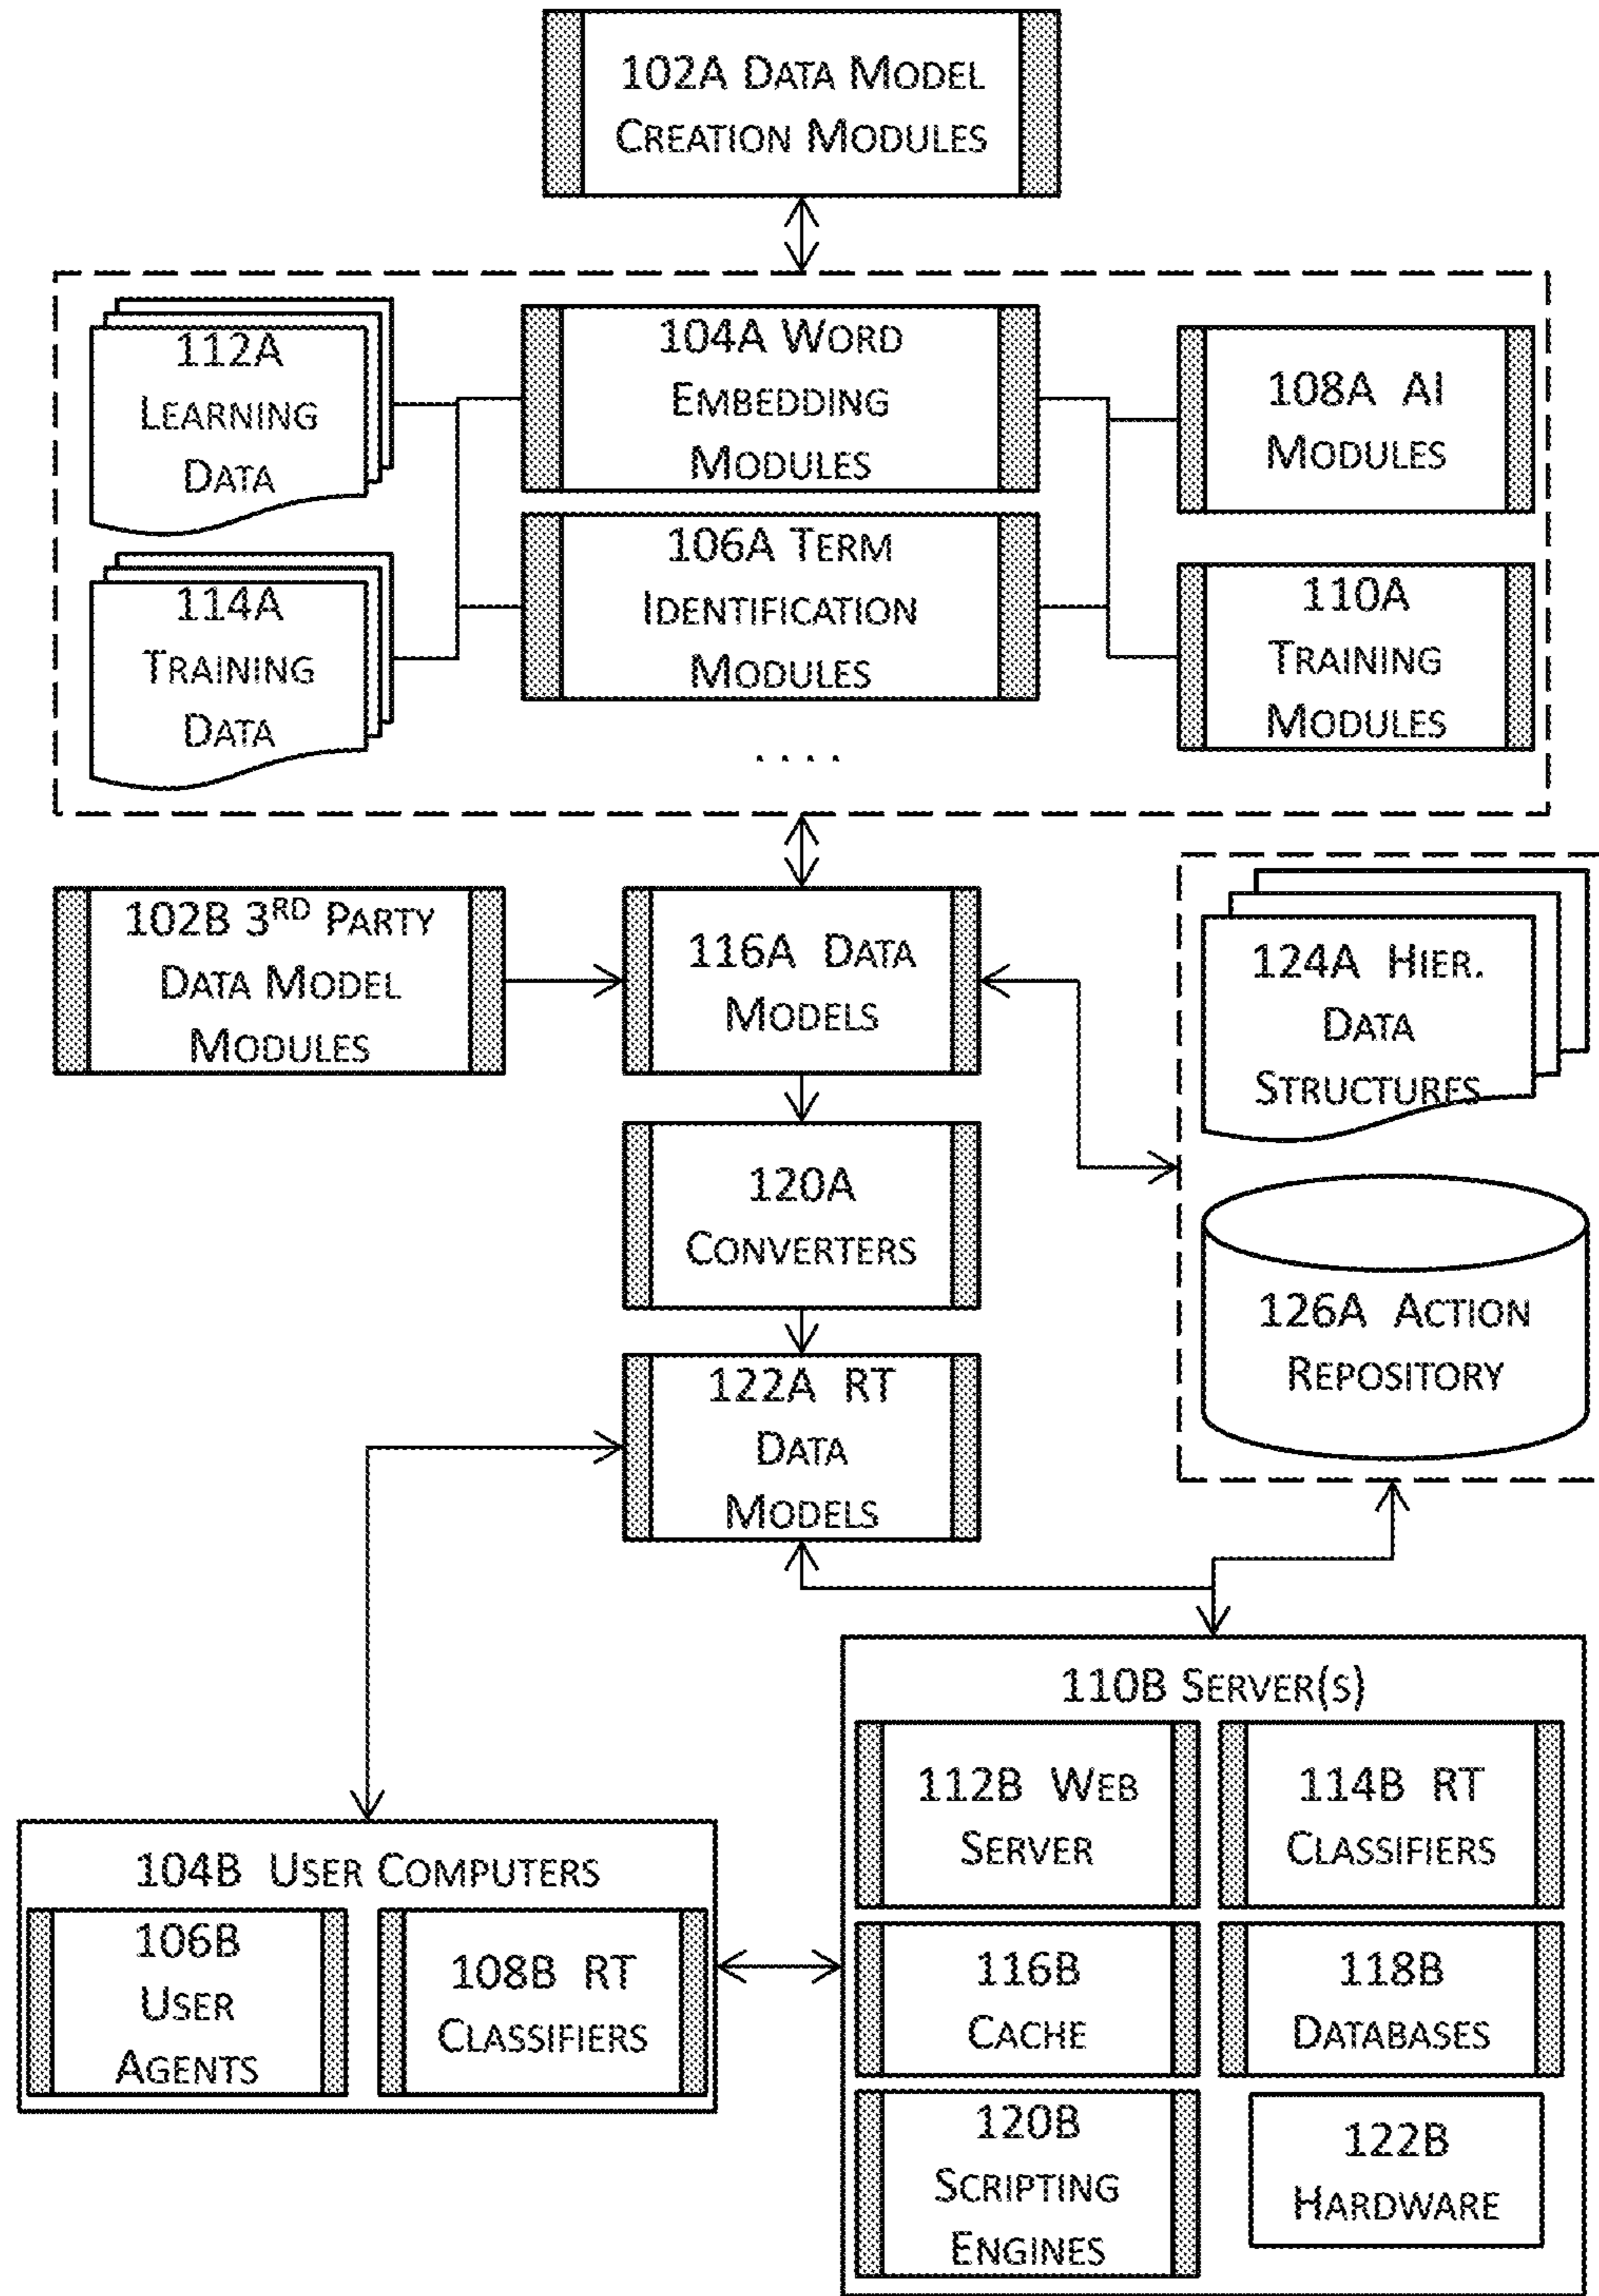 102A DATA MODEL
CREATION MODULES
112A
LEARNING
DATA
104A WORD
EMBEDDING
MODULES
108A AI
MODULES
114A
TRAINING
DATA
106A TERM
IDENTIFICATION
MODULES
110A
TRAINING
MODULES
. . . .
102B 3RD PARTY
DATA MODEL
MODULES
116A DATA
MODELS
124A HIER.
DATA
STRUCTURES
120A
CONVERTERS
126A ACTION
REPOSITORY
122A RT
DATA
MODELS
110B SERVER(S)
112B WEB
SERVER
114B RT
CLASSIFIERS
104B USER COMPUTERS
106B
USER
AGENTS
108B RT
CLASSIFIERS
116B
CACHE
118B
DATABASES
120B
SCRIPTING
ENGINES
122B
HARDWARE